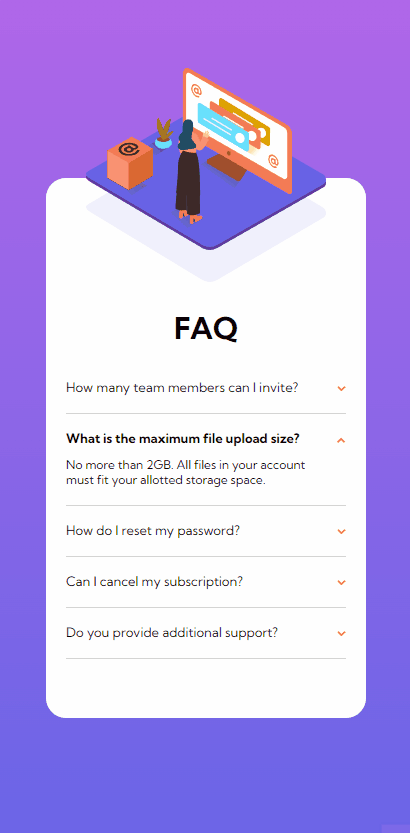 @
@
@
FAQ
How many team members can I invite?
What is the maximum file upload size?
No more than 2GB. All files in your account
must fit your allotted storage space.
How do I reset my password?
Can I cancel my subscription?
Do you provide additional support?